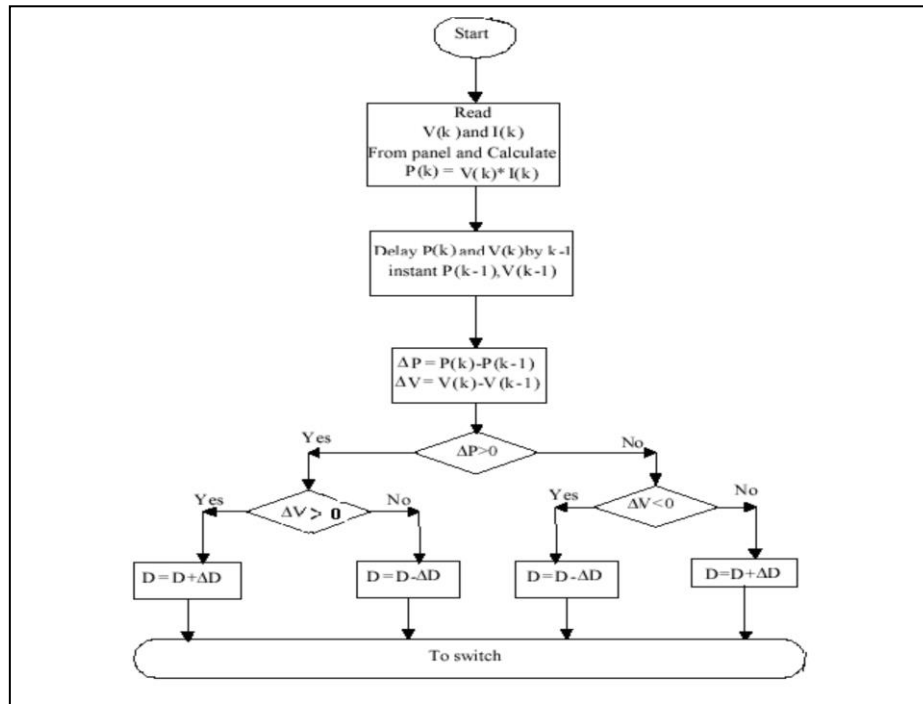 Start
Read
V(k) and I(k)
From panel and Calculate
P(k) = V(k)* I(k)
Delay P(k) and V(k) by k-1
instant P(k-1), V(k-1)
ΔP = P(k)-P(k-1)
ΔV = V(k)-V(k-1)
Yes
ΔP>0
No
Yes
ΔV > 0
No
Yes
ΔV<0
No
D=D+ΔD
D=D-ΔD
D=D-ΔD
D=D+ΔD
To switch